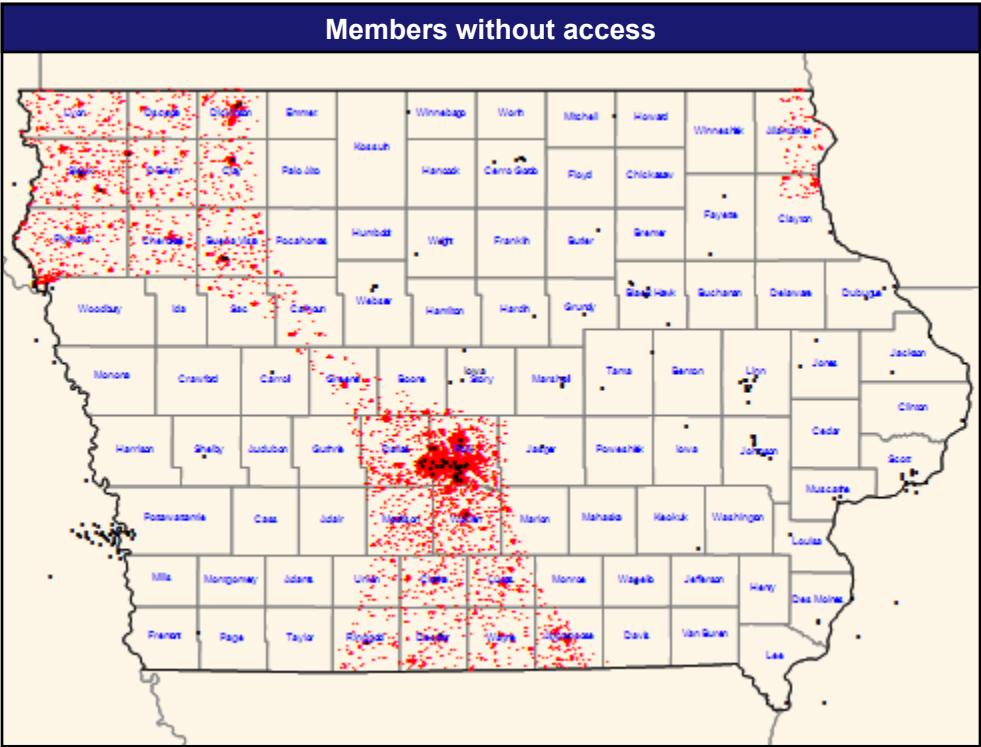 Members without access
Lyon Osceola Dickinson Emmet Winnebago Worth Mitchell Howard Winneshiek Allamakee
Kossuth
Sioux O'Brien Clay Palo Alto Hancock Cerro Gordo Floyd Chickasaw
Fayette Clayton
Plymouth Cherokee Buena Vista Pocahontas Humboldt Wright Franklin Butler Bremer
Woodbury Ida Sac Calhoun Webster Hamilton Hardin Grundy Black Hawk Buchanan Delaware Dubuque
Monona Crawford Carroll Greene Boone Iowa Story Marshall Tama Benton Linn Jones Jackson
Clinton
Harrison Shelby Audubon Guthrie Dallas Jasper Poweshiek Iowa Johnson Cedar Scott
Muscatine
Pottawattamie Cass Adair Madison Warren Marion Mahaska Keokuk Washington
Louisa
Mills Montgomery Adams Union Clarke Lucas Monroe Wapello Jefferson Henry
Des Moines
Fremont Page Taylor Ringgold Decatur Wayne Appanoose Davis Van Buren
Lee